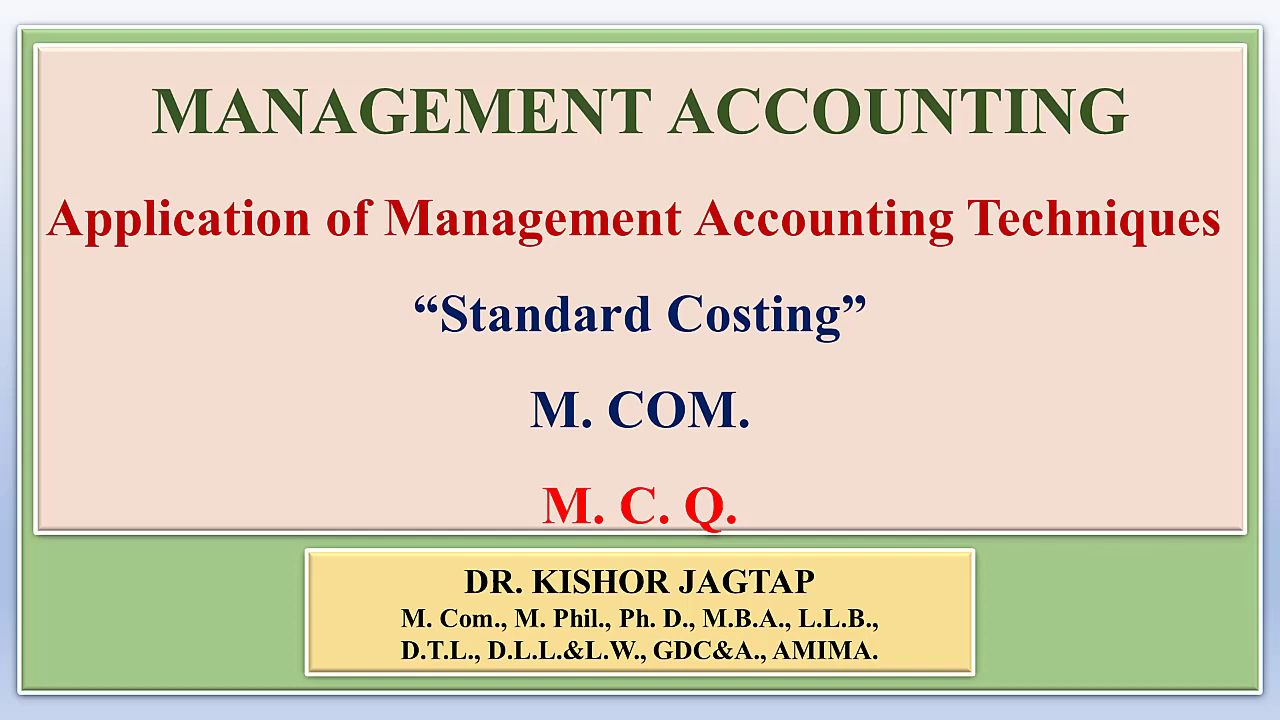 MANAGEMENT ACCOUNTING
Application of Management Accounting Techniques
“Standard Costing”
M. COM.
M. C. Q.
DR. KISHOR JAGTAP
M. Com., M. Phil., Ph. D., M.B.A., L.L.B.,
D.T.L., D.L.L.&L.W., GDC&A., AMIMA.